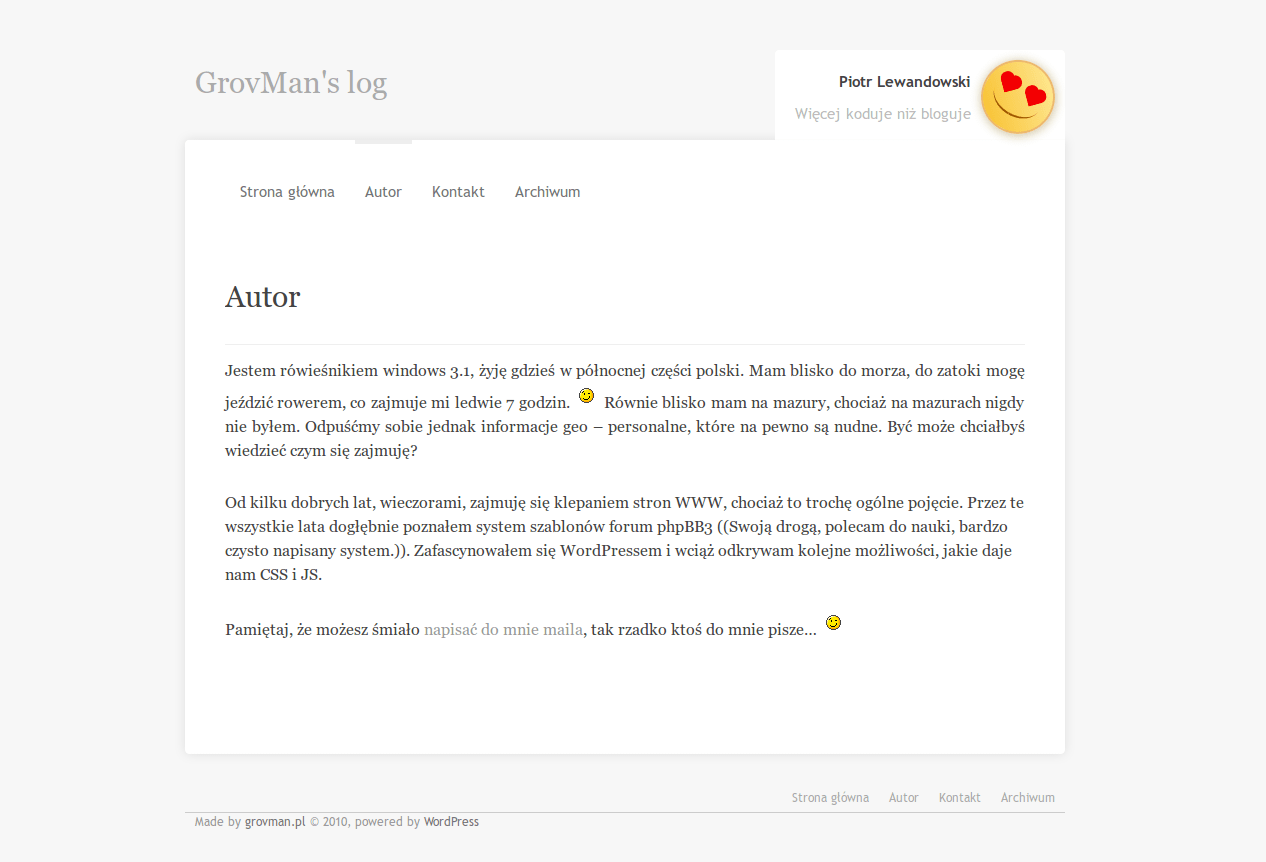 GrovMan's log
Piotr Lewandowski
Więcej koduje niż bloguje
Strona główna Autor Kontakt Archiwum
Autor
Jestem rówieśnikiem windows 3.1, żyję gdzieś w północnej części polski. Mam blisko do morza, do zatoki mogę
jeździć rowerem, co zajmuje mi ledwie 7 godzin. Równie blisko mam na mazury, chociaż na mazurach nigdy
nie byłem. Odpuśćmy sobie jednak informacje geo – personalne, które na pewno są nudne. Być może chciałbyś
wiedzieć czym się zajmuję?
Od kilku dobrych lat, wieczorami, zajmuję się klepaniem stron WWW, chociaż to trochę ogólne pojęcie. Przez te
wszystkie lata dogłębnie poznałem system szablonów forum phpBB3 ((Swoją drogą, polecam do nauki, bardzo
czysto napisany system.)). Zafascynowałem się WordPressem i wciąż odkrywam kolejne możliwości, jakie daje
nam CSS i JS.
Pamiętaj, że możesz śmiało napisać do mnie maila, tak rzadko ktoś do mnie pisze...
Strona główna Autor Kontakt Archiwum
Made by grovman.pl © 2010, powered by WordPress